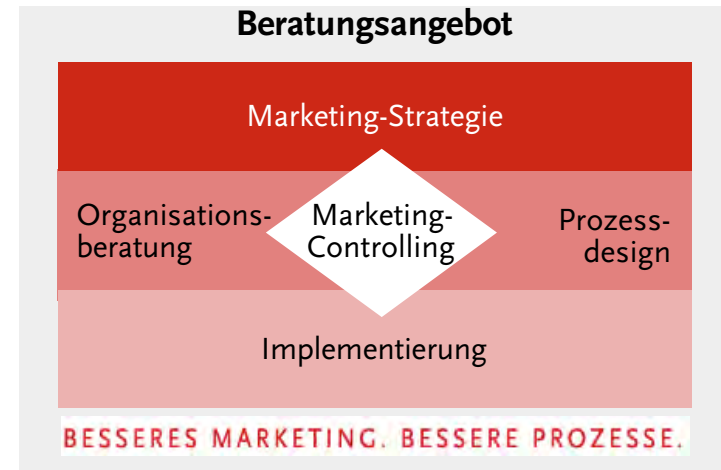 Beratungsangebot
Marketing-Strategie
Organisations-
beratung
Marketing-
Controlling
Prozess-
design
Implementierung
BESSERES MARKETING. BESSERE PROZESSE.